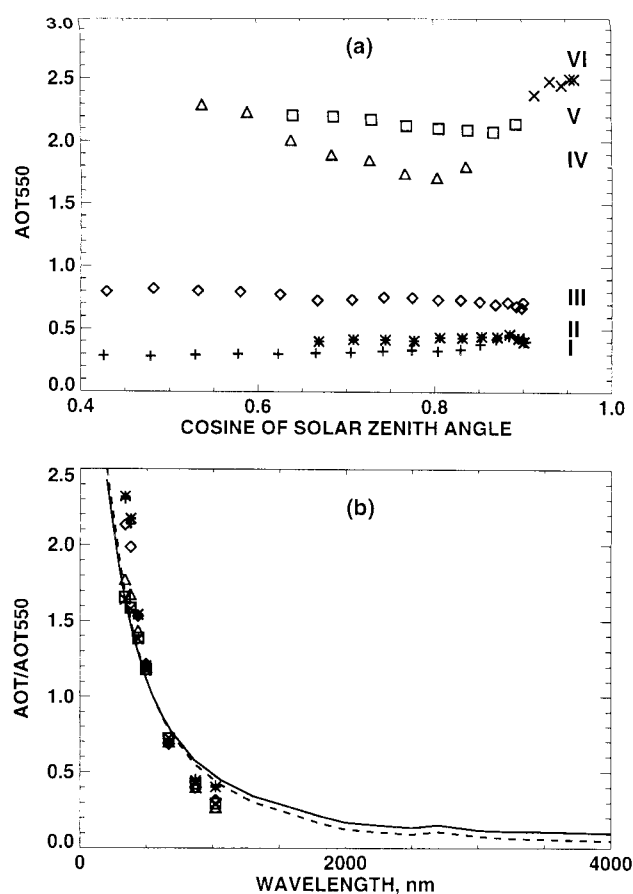 3.0
(a)
VI
2.5
V
2.0
IV
AOT550
1.5
1.0
III
0.5
II
I
0.0
0.4
0.6
0.8
1.0
COSINE OF SOLAR ZENITH ANGLE
2.5
(b)
2.0
1.5
AOT/AOT550
1.0
0.5
0.0
0
2000
3000
4000
WAVELENGTH, nm